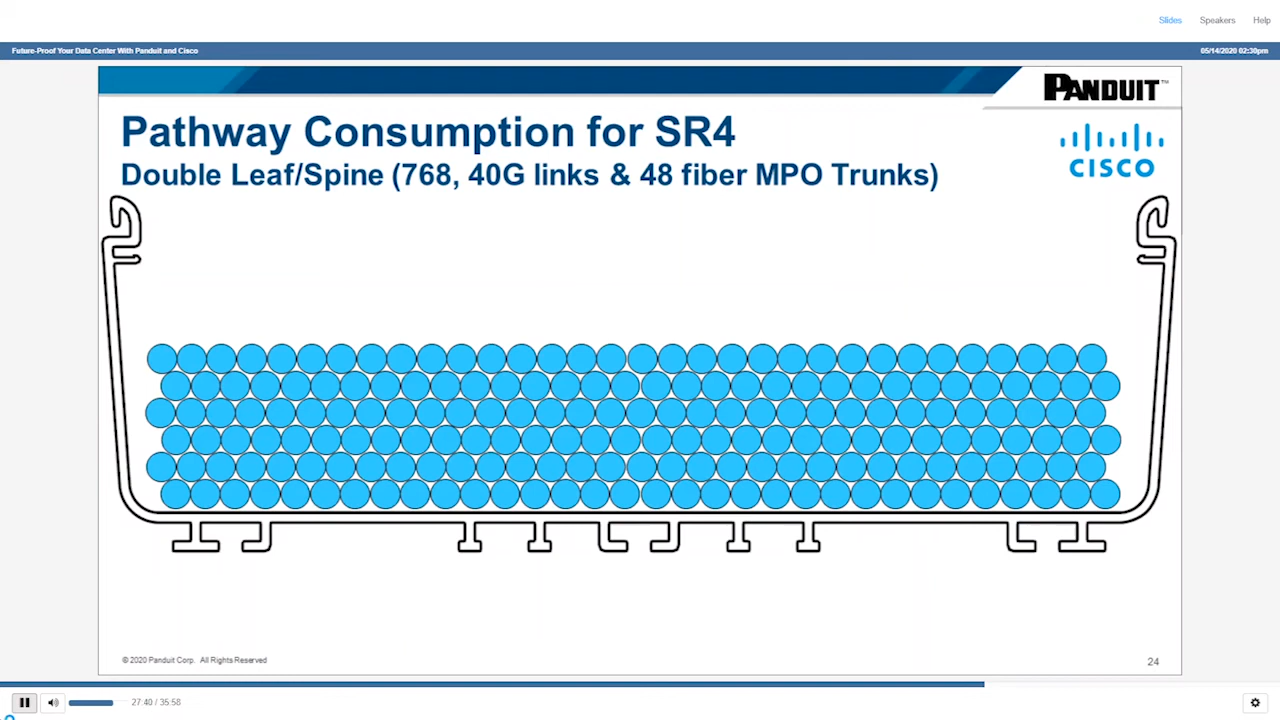 Slides Speakers Help
Future-Proof Your Data Center With Panduit and Cisco 05/14/2020 02:30pm
PANDUIT™
Pathway Consumption for SR4
CISCO
Double Leaf/Spine (768, 40G links & 48 fiber MPO Trunks)
© 2020 Panduit Corp. All Rights Reserved
24
27:40 / 35:58